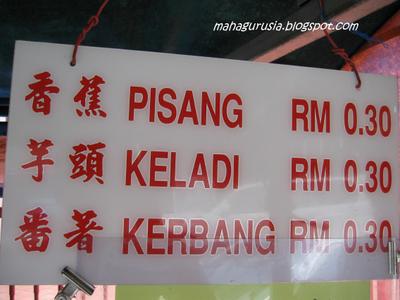 mahagurusia.blogspot.com
香蕉 PISANG RM 0.30
芋頭 KELADI RM 0.30
番著 KERBANG RM 0.30